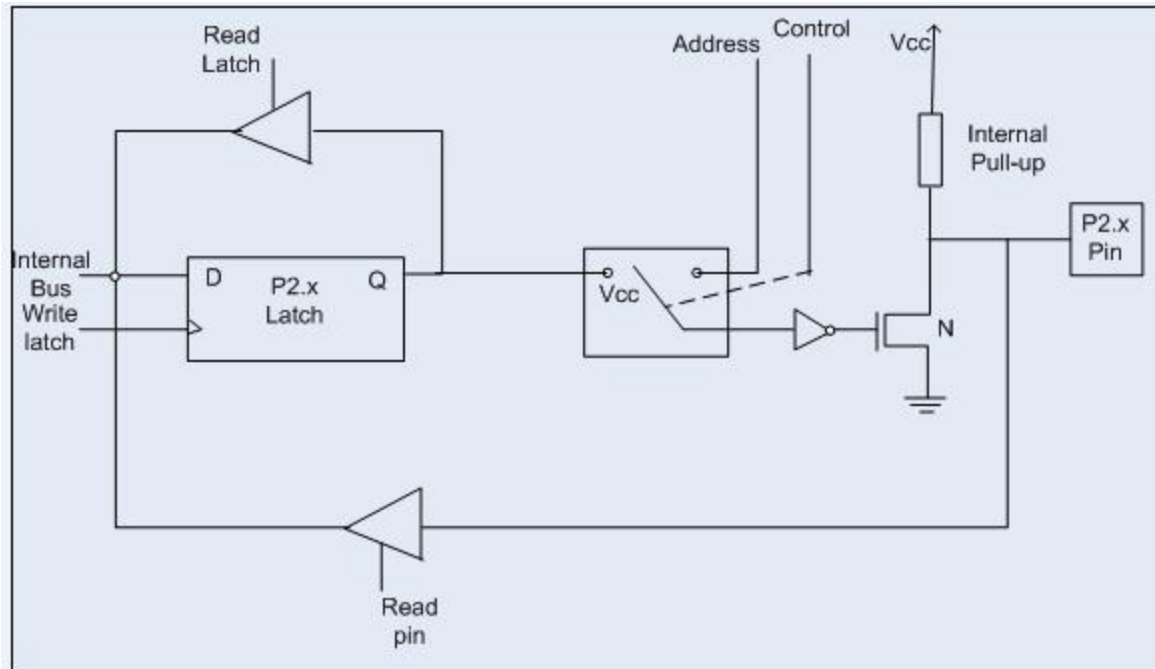 Read
Latch
Address
Control
Vcc
Internal
Pull-up
P2.x
Pin
Internal
Bus
Write
latch
D
P2.x
Latch
Q
Vcc
N
Read
pin